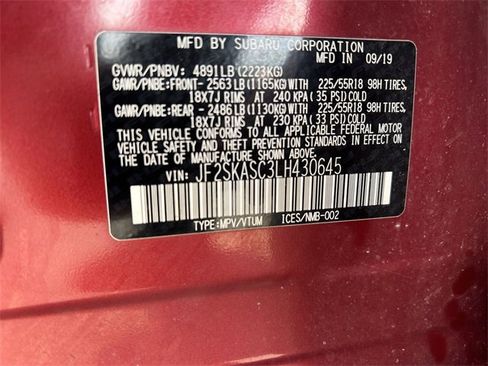 MFD BY SUBARU CORPORATION
MFD IN 09/19
GVWR/PNBV: 4891LB(2223KG)
GAWR/PNBE:FRONT- 2563LB(1165KG)WITH 225/55R18 98H TIRES,
18X7J RIMS AT 240 KPA( 35 PSI)COLD
GAWR/PNBE:REAR - 2486LB(1130KG)WITH 225/55R18 98H TIRES,
18X7J RIMS AT 230 KPA( 33 PSI)COLD
THIS VEHICLE CONFORMS TO ALL APPLICABLE FEDERAL MOTOR
VEHICLE SAFETY AND THEFT PREVENTION STANDARDS IN EFFECT ON
THE DATE OF MANUFACTURE SHOWN ABOVE.
VIN: JF2SKASC3LH430645
TYPE:MPV/VTUM ICES/NMB-002